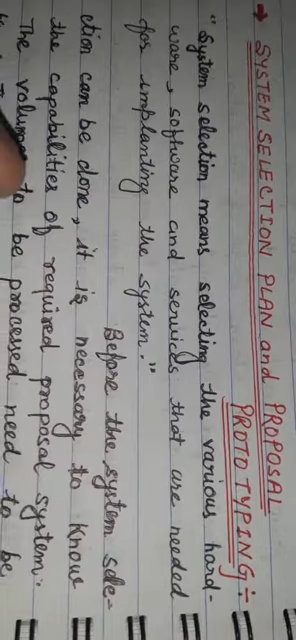 → SYSTEM SELECTION PLAN and PROPOSAL
PROTOTYPING:-
"System selection means selecting the various hard-
ware, software and services that are needed
for implanting the system."
Before the system sele-
ction can be done, it is necessary to know
the capabilities of required proposal system.
The to be processed need to be